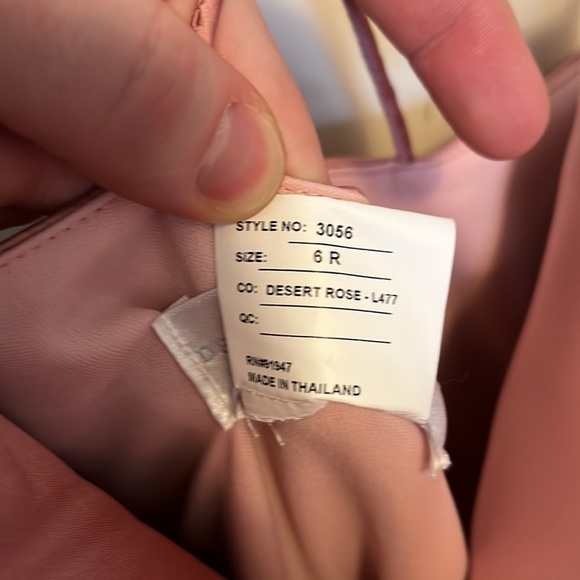 STYLE NO: 3056
SIZE: 6 R
CO: DESERT ROSE - L477
QC:
RN#81947
MADE IN THAILAND